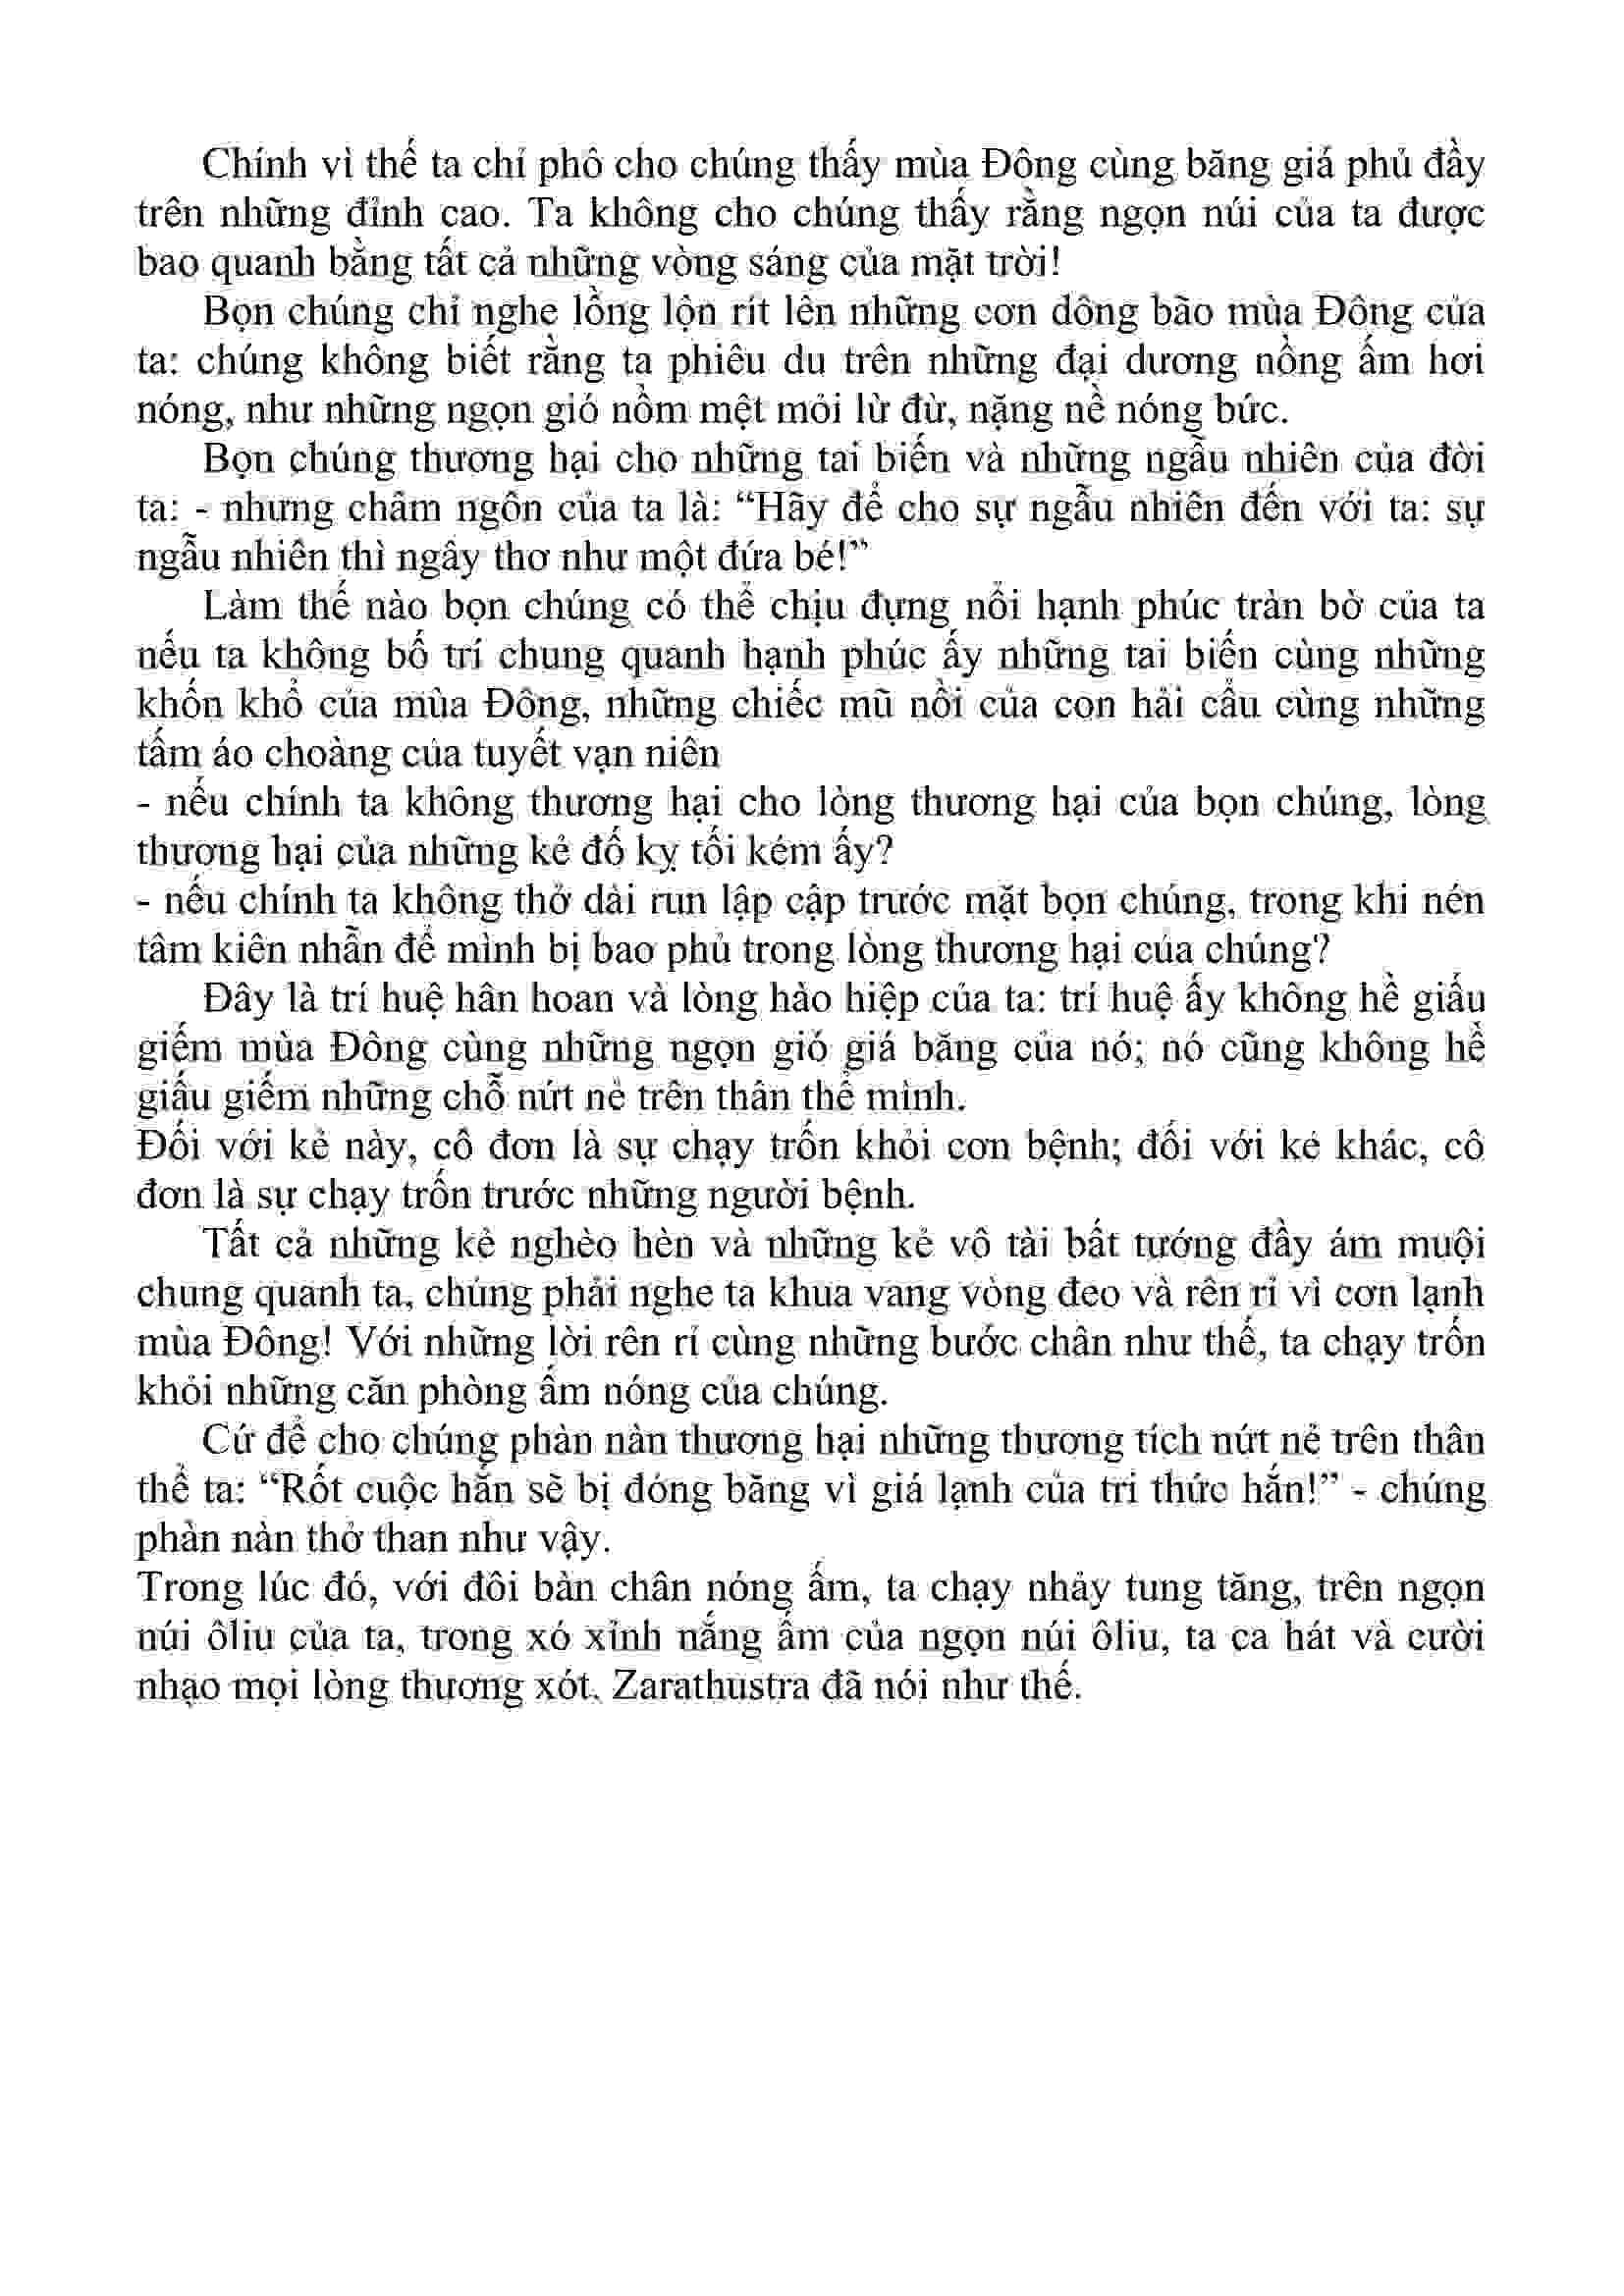 Chính vì thế ta chỉ phô cho chúng thấy mùa Đông cùng băng giá phủ đầy
trên những đỉnh cao. Ta không cho chúng thấy rằng ngọn núi của ta được
bao quanh bằng tất cả những vòng sáng của mặt trời!
Bọn chúng chỉ nghe lồng lộn rít lên những cơn dông bão mùa Đông của
ta: chúng không biết rằng ta phiêu du trên những đại dương nồng ấm hơi
nóng, như những ngọn gió nồm mệt mỏi lừ đừ, nặng nề nóng bức.
Bọn chúng thương hại cho những tai biến và những ngẫu nhiên của đời
ta: - nhưng châm ngôn của ta là: “Hãy để cho sự ngẫu nhiên đến với ta: sự
ngẫu nhiên thì ngây thơ như một đứa bé!”
Làm thế nào bọn chúng có thể chịu đựng nổi hạnh phúc tràn bờ của ta
nếu ta không bố trí chung quanh hạnh phúc ấy những tai biến cùng những
khốn khổ của mùa Đông, những chiếc mũ nồi của con hải cẩu cùng những
tấm áo choàng của tuyết vạn niên
- nếu chính ta không thương hại cho lòng thương hại của bọn chúng, lòng
thương hại của những kẻ đố kỵ tối kém ấy?
- nếu chính ta không thở dài run lập cập trước mặt bọn chúng, trong khi nén
tâm kiên nhẫn để mình bị bao phủ trong lòng thương hại của chúng?
Đây là trí huệ hân hoan và lòng hào hiệp của ta: trí huệ ấy không hề giấu
giếm mùa Đông cùng những ngọn gió giá băng của nó; nó cũng không hề
giấu giếm những chỗ nứt nẻ trên thân thể mình.
Đối với kẻ này, cô đơn là sự chạy trốn khỏi cơn bệnh; đối với kẻ khác, cô
đơn là sự chạy trốn trước những người bệnh.
Tất cả những kẻ nghèo hèn và những kẻ vô tài bất tướng đầy ám muội
chung quanh ta, chúng phải nghe ta khua vang vòng đeo và rên rỉ vì cơn lạnh
mùa Đông! Với những lời rên rỉ cùng những bước chân như thế, ta chạy trốn
khỏi những căn phòng ấm nóng của chúng.
Cứ để cho chúng phàn nàn thương hại những thương tích nứt nẻ trên thân
thể ta: “Rốt cuộc hắn sẽ bị đóng băng vì giá lạnh của tri thức hắn!” - chúng
phàn nàn thở than như vậy.
Trong lúc đó, với đôi bàn chân nóng ấm, ta chạy nhảy tung tăng, trên ngọn
núi ôliu của ta, trong xó xỉnh nắng ấm của ngọn núi ôliu, ta ca hát và cười
nhạo mọi lòng thương xót. Zarathustra đã nói như thế.